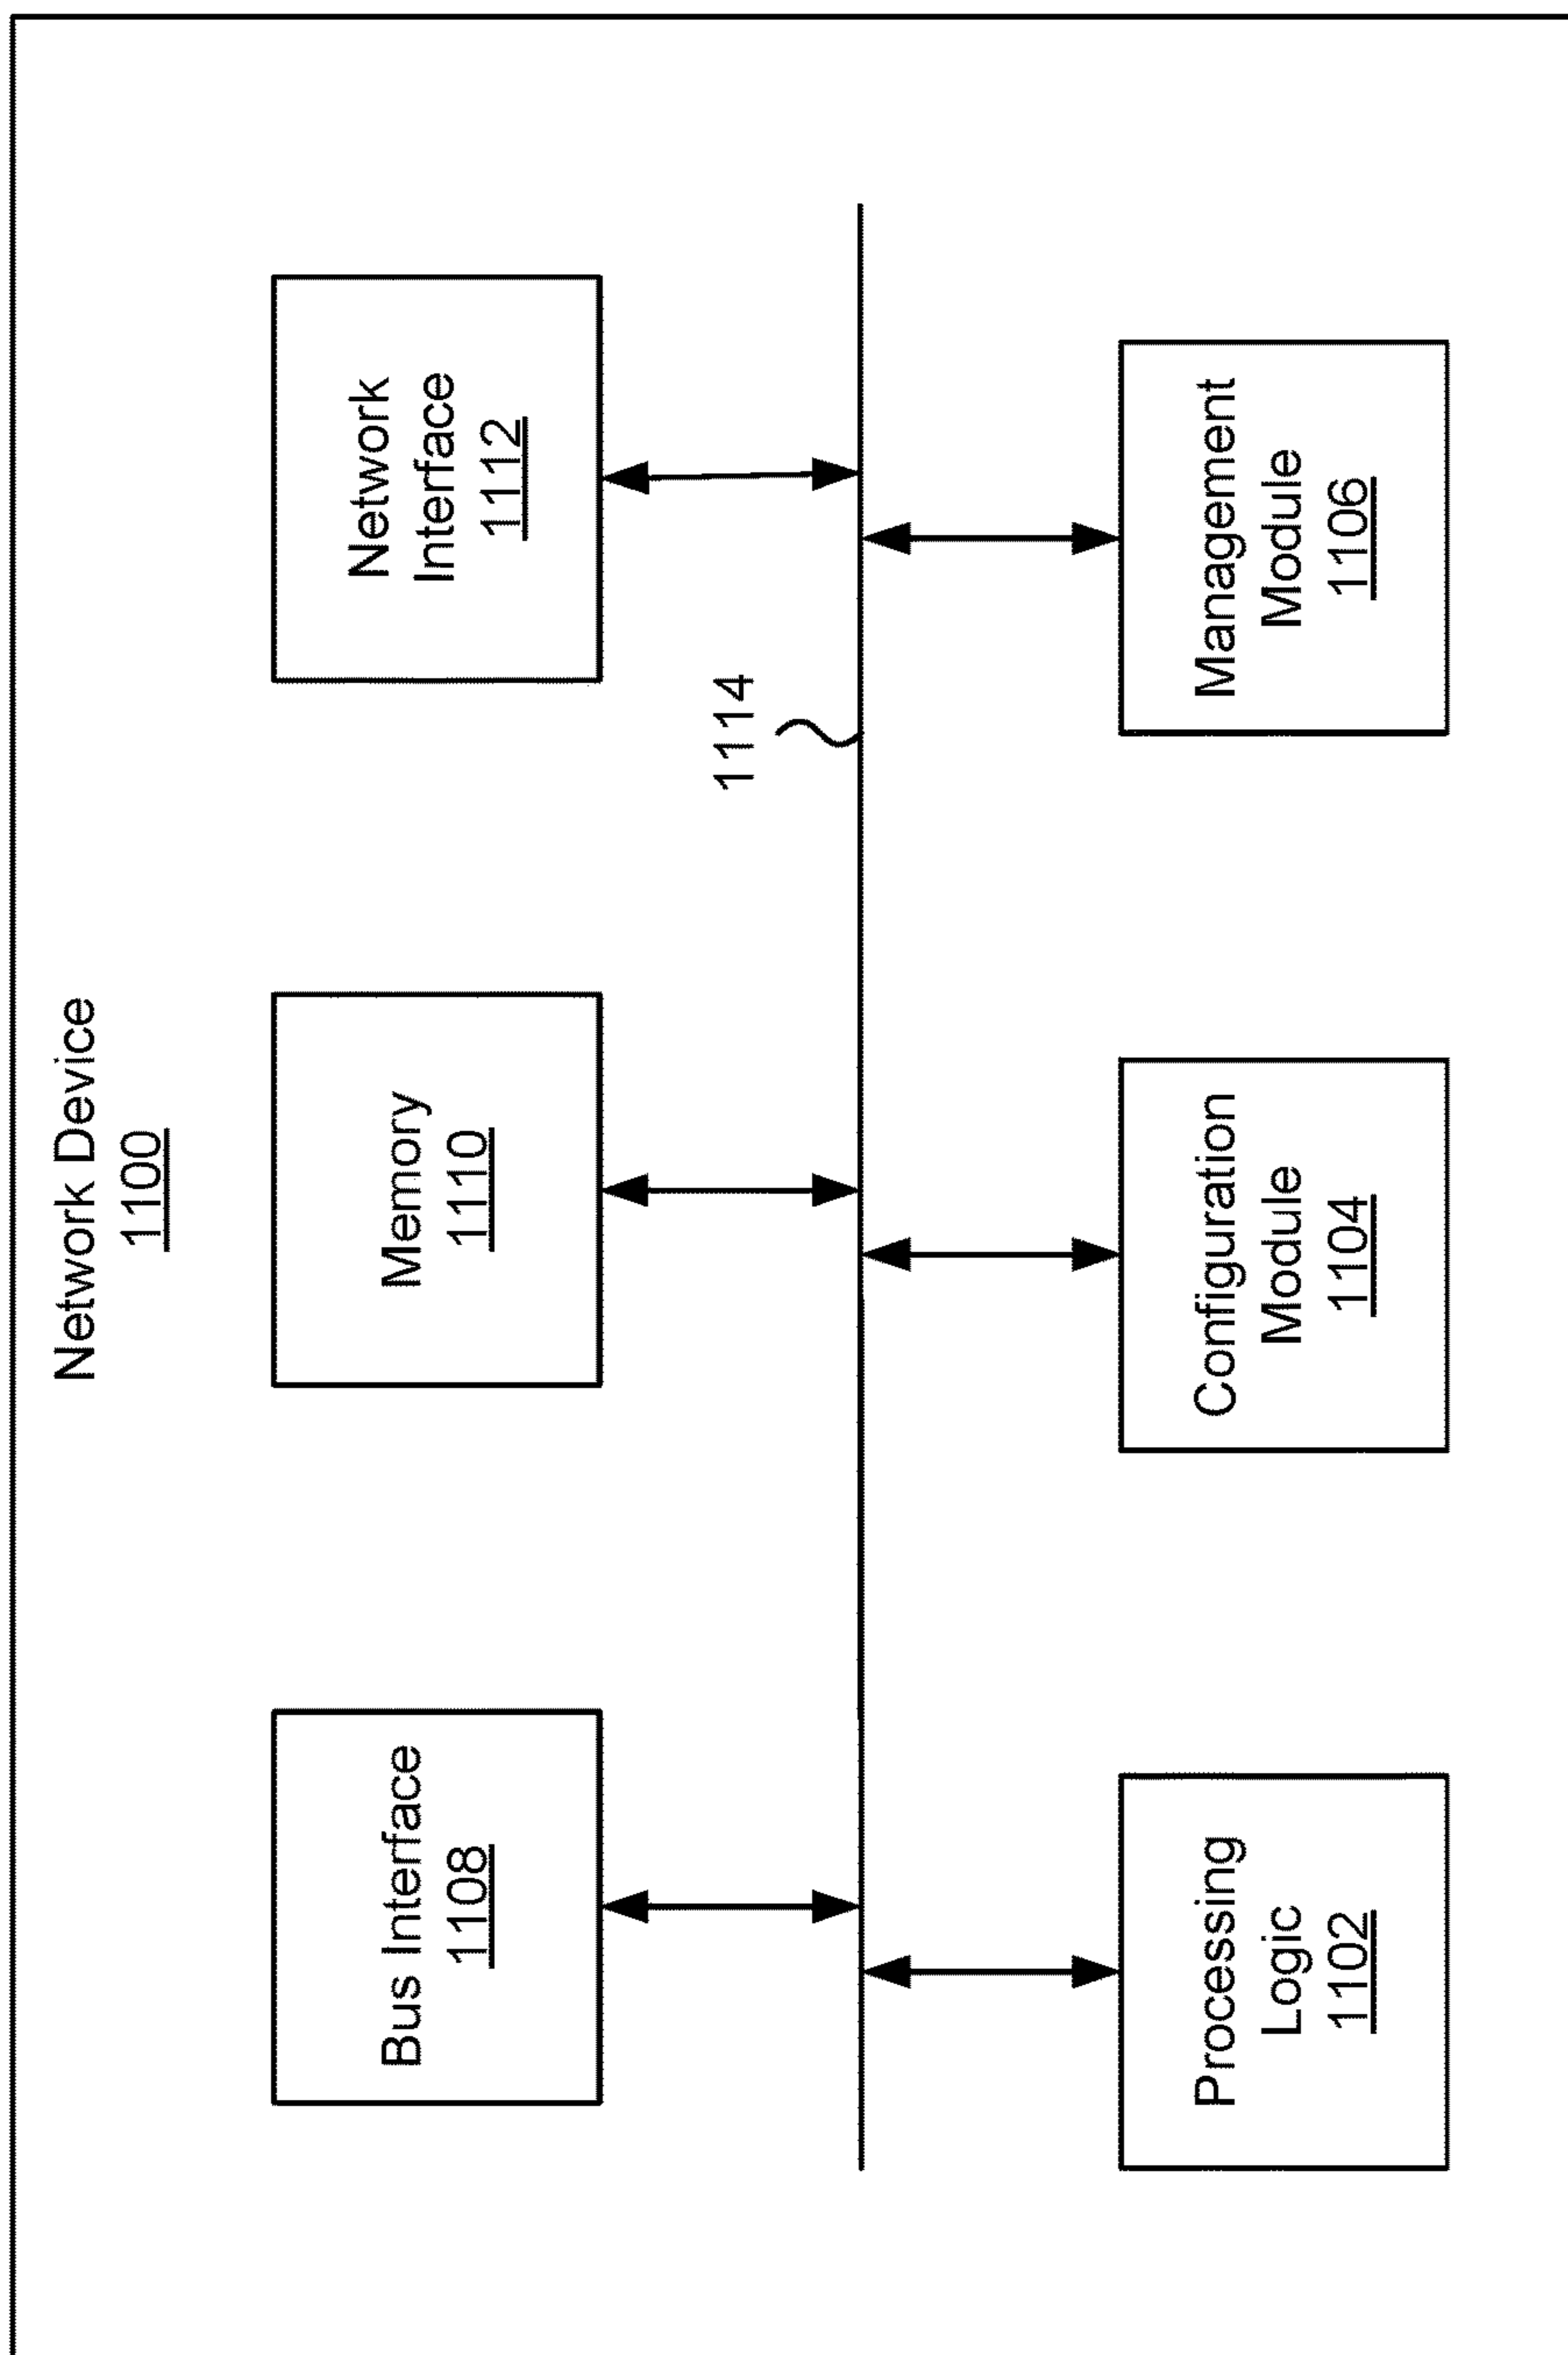 Network Device
1100
Bus Interface
1108
Memory
1110
Network
Interface
1112
1114
Processing
Logic
1102
Configuration
Module
1104
Management
Module
1106